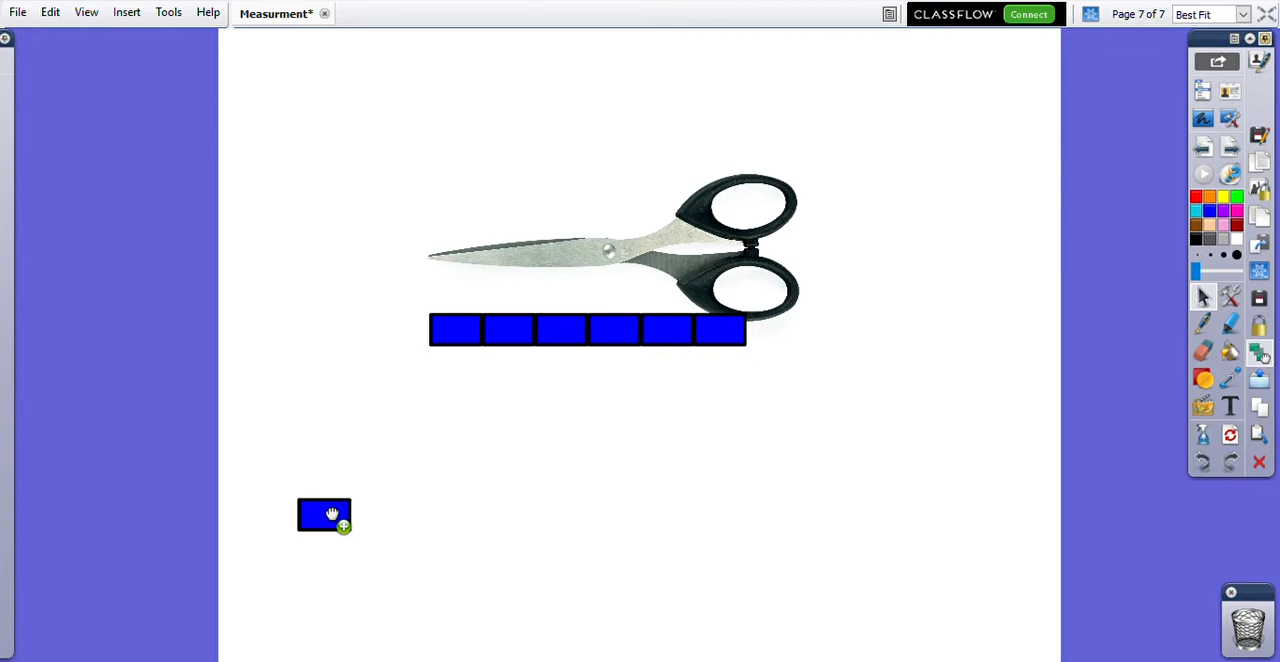 File Edit View Insert Tools Help Measurment* CLASSFLOW Connect Page 7 of 7 Best Fit
T